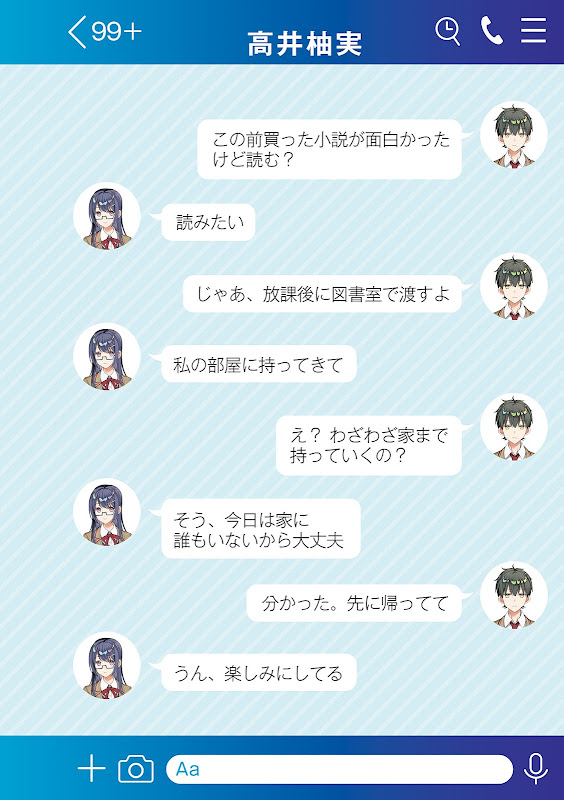 99+
高井柚実
この前買った小説が面白かった
けど読む？
読みたい
じゃあ、放課後に図書室で渡すよ
私の部屋に持ってきて
え？ わざわざ家まで
持っていくの？
そう、今日は家に
誰もいないから大丈夫
分かった。先に帰ってて
うん、楽しみにしてる
Aa